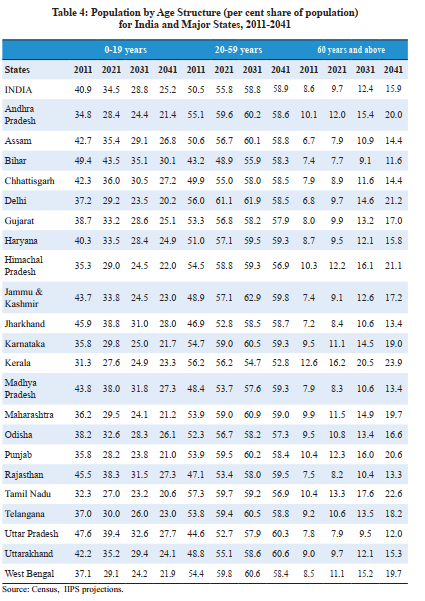 Table 4: Population by Age Structure (per cent share of population)
for India and Major States, 2011-2041
0-19 years 20-59 years 60 years and above
States 2011 2021 2031 2041 2011 2021 2031 2041 2011 2021 2031 2041
INDIA 40.9 34.5 28.8 25.2 50.5 55.8 58.8 58.9 8.6 9.7 12.4 15.9
Andhra
Pradesh 34.8 28.4 24.4 21.4 55.1 59.6 60.2 58.6 10.1 12.0 15.4 20.0
Assam 42.7 35.4 29.1 26.8 50.6 56.7 60.1 58.8 6.7 7.9 10.9 14.4
Bihar 49.4 43.5 35.1 30.1 43.2 48.9 55.9 58.3 7.4 7.7 9.1 11.6
Chhattisgarh 42.3 36.0 30.5 27.2 49.9 55.0 58.0 58.5 7.9 8.9 11.6 14.4
Delhi 37.2 29.2 23.5 20.2 56.0 61.1 61.9 58.5 6.8 9.7 14.6 21.2
Gujarat 38.7 33.2 28.6 25.1 53.3 56.8 58.2 57.9 8.0 9.9 13.2 17.0
Haryana 40.3 33.5 28.4 24.9 51.0 57.1 59.5 59.3 8.7 9.5 12.1 15.8
Himachal
Pradesh 35.3 29.0 24.5 22.0 54.5 58.8 59.3 56.9 10.3 12.2 16.1 21.1
Jammu &
Kashmir 43.7 33.8 24.5 23.0 48.9 57.1 62.9 59.8 7.4 9.1 12.6 17.2
Jharkhand 45.9 38.8 31.0 28.0 46.9 52.8 58.5 58.7 7.2 8.4 10.6 13.4
Karnataka 35.8 29.8 25.0 21.7 54.7 59.0 60.5 59.3 9.5 11.1 14.5 19.0
Kerala 31.3 27.6 24.9 23.3 56.2 56.2 54.7 52.8 12.6 16.2 20.5 23.9
Madhya
Pradesh 43.8 38.0 31.8 27.3 48.4 53.7 57.6 59.3 7.9 8.3 10.6 13.4
Maharashtra 36.2 29.5 24.1 21.2 53.9 59.0 60.9 59.0 9.9 11.5 14.9 19.7
Odisha 38.2 32.6 28.3 26.1 52.3 56.7 58.2 57.3 9.5 10.8 13.4 16.6
Punjab 35.8 28.2 23.8 21.0 53.9 59.5 60.2 58.4 10.4 12.3 16.0 20.6
Rajasthan 45.5 38.3 31.5 27.3 47.1 53.4 58.0 59.5 7.5 8.2 10.4 13.3
Tamil Nadu 32.3 27.0 23.2 20.6 57.3 59.7 59.2 56.9 10.4 13.3 17.6 22.6
Telangana 37.0 30.0 26.0 23.0 53.8 59.4 60.5 58.8 9.2 10.6 13.5 18.2
Uttar Pradesh 47.6 39.4 32.6 27.7 44.6 52.7 57.9 60.3 7.8 7.9 9.5 12.0
Uttarakhand 42.2 35.2 29.4 24.1 48.8 55.1 58.6 60.6 9.0 9.7 12.1 15.3
West Bengal 37.1 29.1 24.2 21.9 54.4 59.8 60.6 58.4 8.5 11.1 15.2 19.7
Source: Census, IIPS projections.